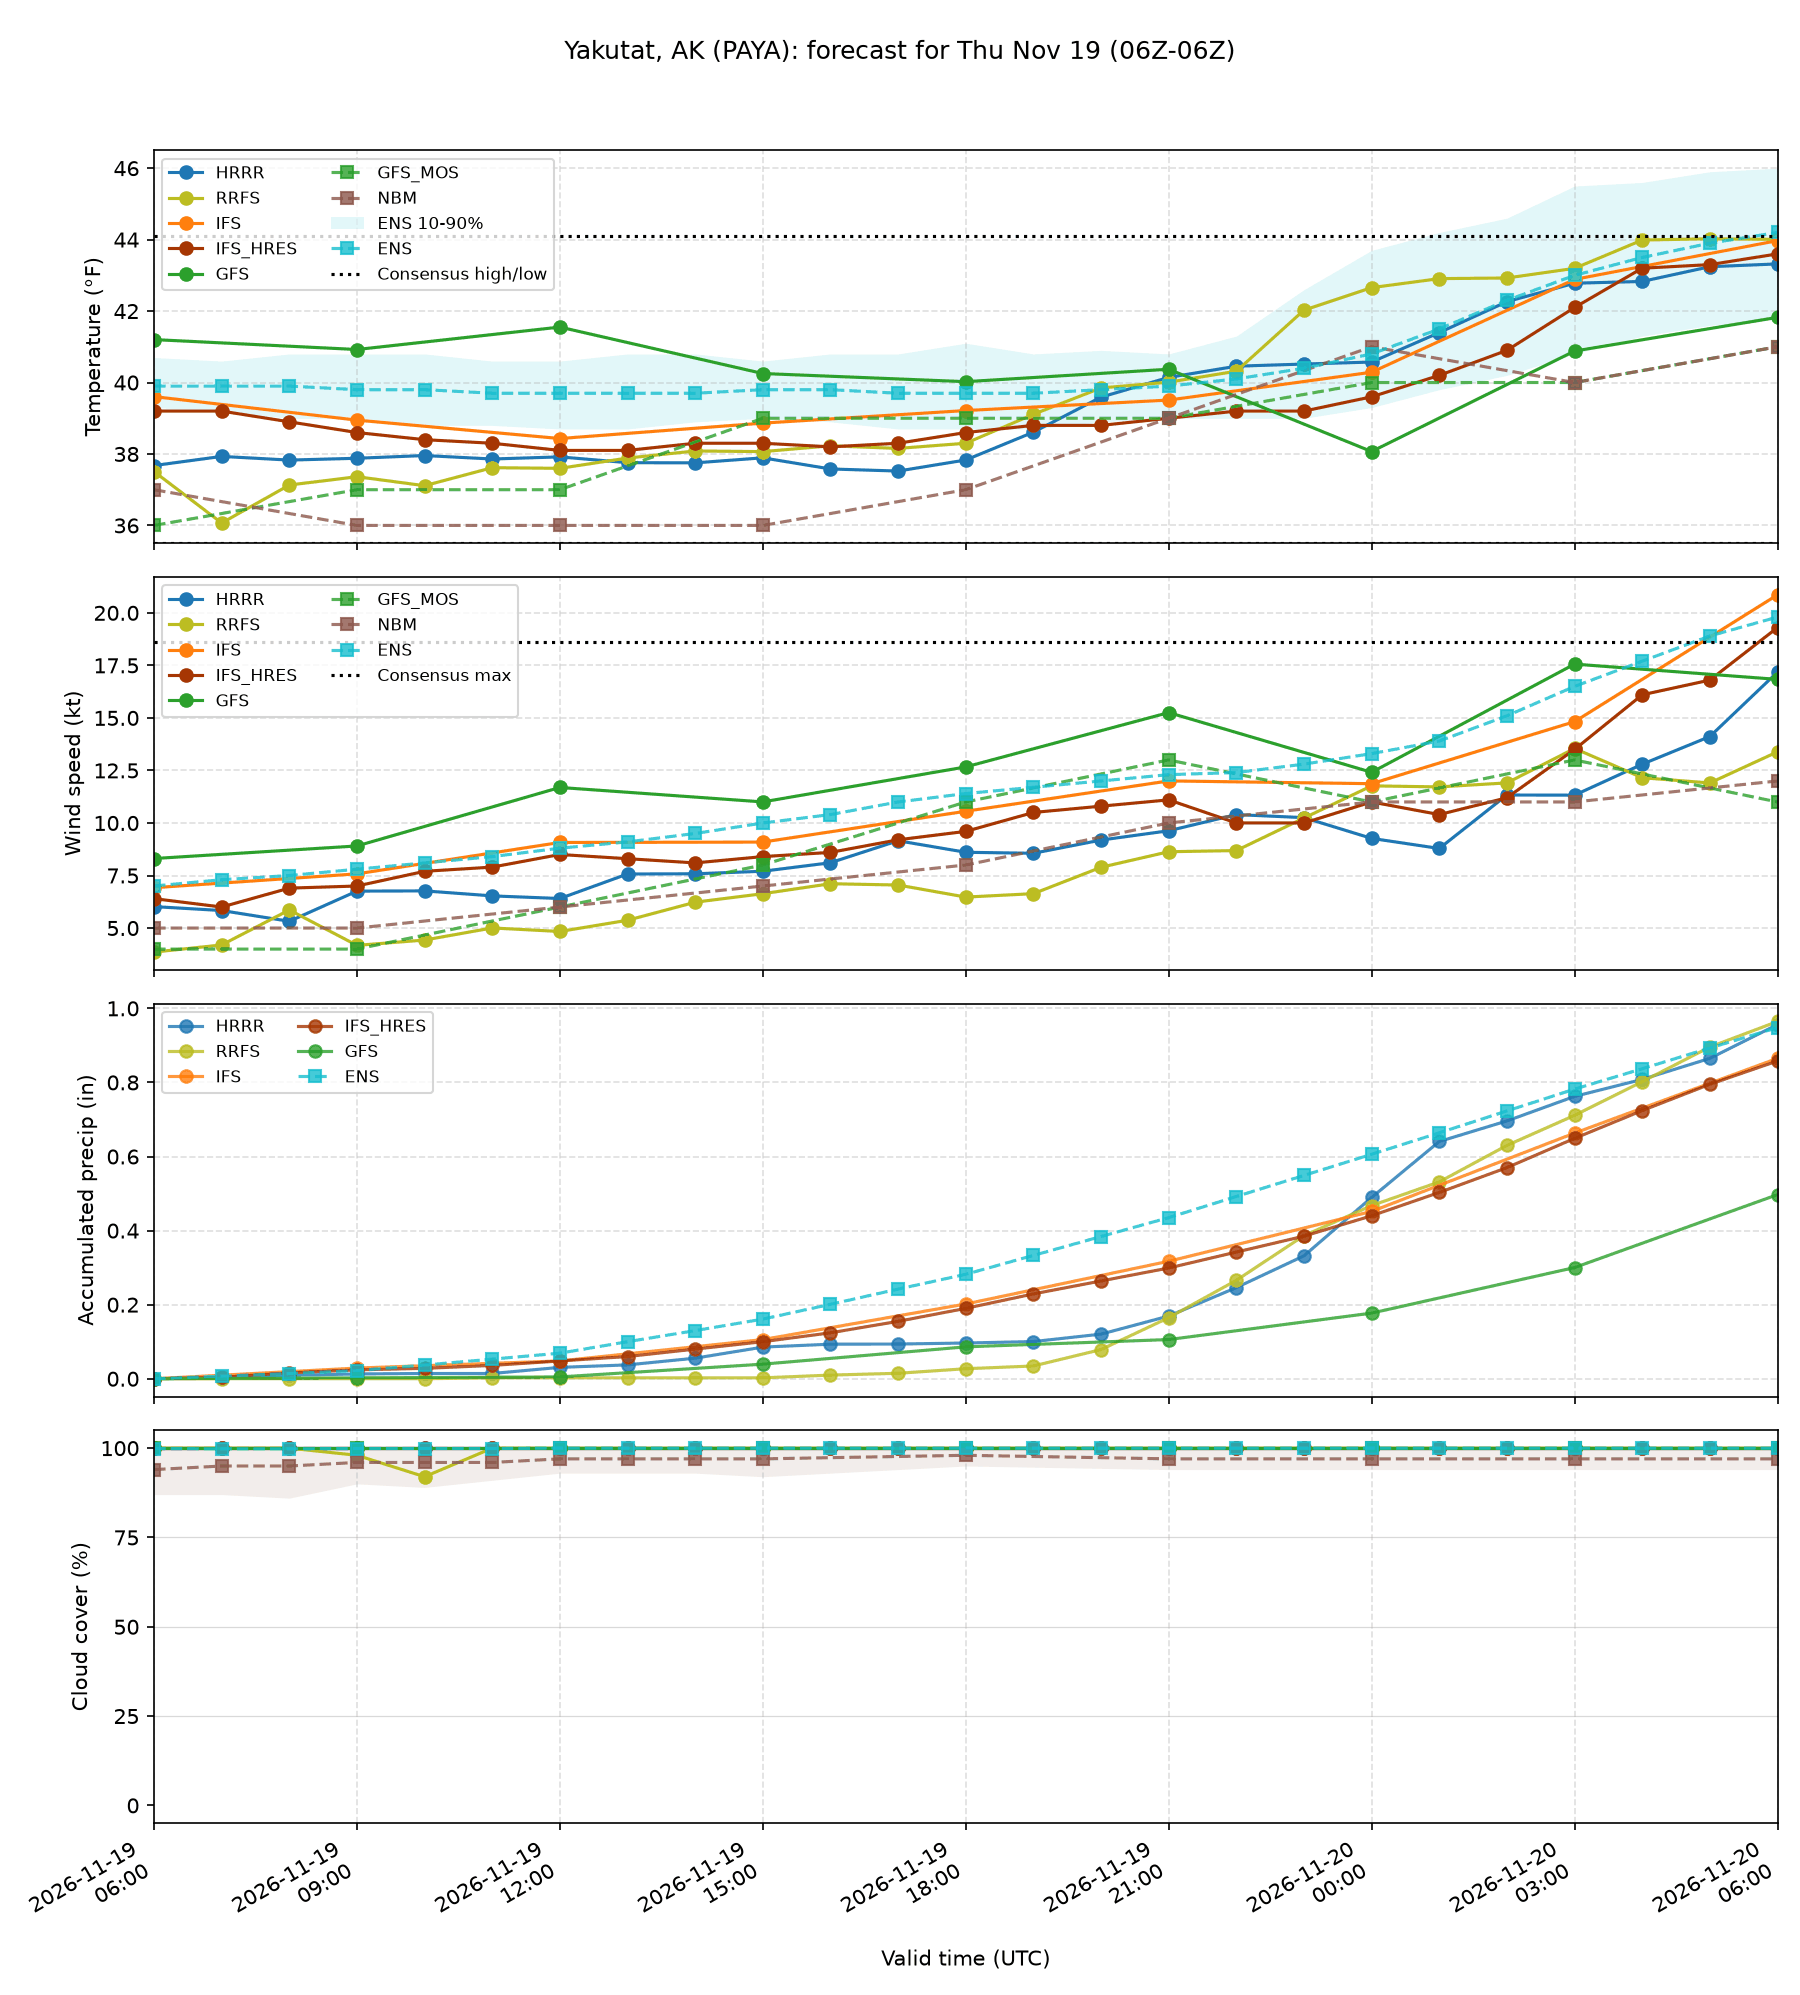 Yakutat, AK (PAYA): forecast for Thu Nov 19 (06Z-06Z)
Temperature (°F)
46
44
42
40
38
36
HRRR
RRFS
IFS
IFS_HRES
GFS
GFS_MOS
NBM
ENS 10-90%
ENS
Consensus high/low
Wind speed (kt)
20.0
17.5
15.0
12.5
10.0
7.5
5.0
HRRR
RRFS
IFS
IFS_HRES
GFS
GFS_MOS
NBM
ENS
Consensus max
Accumulated precip (in)
1.0
0.8
0.6
0.4
0.2
0.0
HRRR
RRFS
IFS
IFS_HRES
GFS
ENS
Cloud cover (%)
100
75
50
25
0
2026-11-19
06:00
2026-11-19
09:00
2026-11-19
12:00
2026-11-19
15:00
2026-11-19
18:00
2026-11-19
21:00
2026-11-20
00:00
2026-11-20
03:00
2026-11-20
06:00
Valid time (UTC)